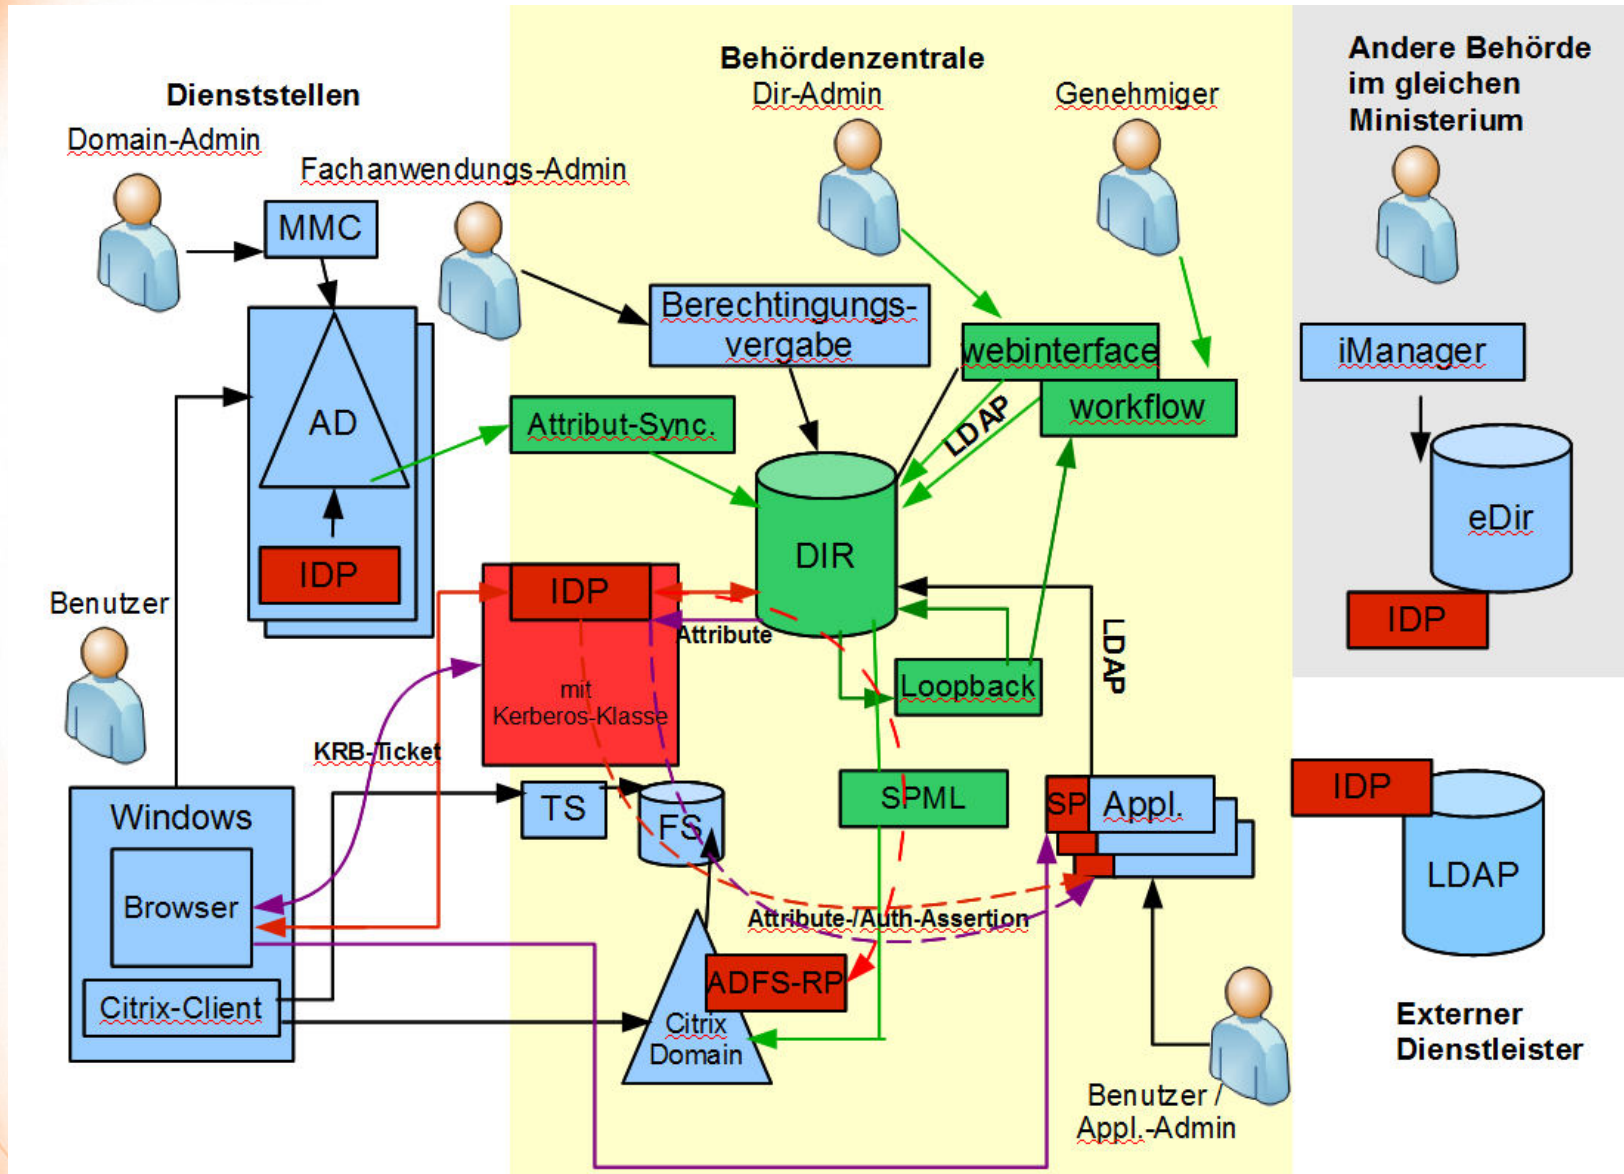 Dienststellen
Domain-Admin
Fachanwendungs-Admin
MMC
AD
IDP
Benutzer
Windows
Browser
Citrix-Client
KRB-Ticket
Behördenzentrale
Dir-Admin
Genehmiger
Berechtingungs-
vergabe
webinterface
workflow
LDAP
Attribut-Sync.
DIR
IDP
mit
Kerberos-Klasse
Attribute
Loopback
LDAP
TS
FS
SPML
SP
Appl.
Attribute-/Auth-Assertion
ADFS-RP
Citrix
Domain
Benutzer /
Appl.-Admin
Andere Behörde
im gleichen
Ministerium
iManager
eDir
IDP
IDP
LDAP
Externer
Dienstleister